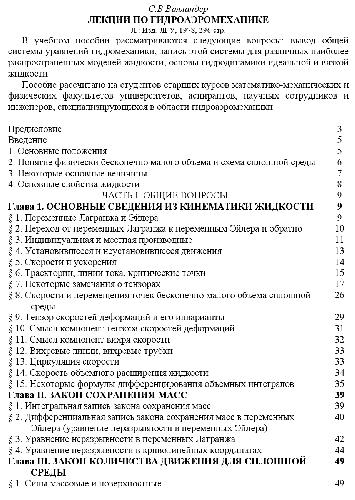 С.В. Валландер
ЛЕКЦИИ ПО ГИДРОАЭРОМЕХАНИКЕ
Л.: Изд. ЛГУ, 1978, 296 стр.
В учебном пособии рассматриваются следующие вопросы: вывод общей
системы уравнений гидромеханики, запись этой системы для различных наиболее
распространенных моделей жидкости, основы гидродинамики идеальной и вязкой
жидкости
Пособие рассчитано на студентов старших курсов математико-механических и
физических факультетов университетов, аспирантов, научных сотрудников и
инженеров, специализирующихся в области гидроаэромеханики
Предисловие 3
Введение 5
1. Основные положения 5
2. Понятие физически бесконечно малого объема и схема сплошной среды 6
3. Некоторые основные величины 7
4. Основные свойства жидкости 8
ЧАСТЬ I. ОБЩИЕ ВОПРОСЫ 9
Глава I. ОСНОВНЫЕ СВЕДЕНИЯ ИЗ КИНЕМАТИКИ ЖИДКОСТИ 9
§ 1. Переменные Лагранжа и Эйлера 9
§ 2. Переход от переменных Лагранжа к переменным Эйлера и обратно 10
§ 3. Индивидуальная и местная производные 11
§ 4. Установившееся и неустановившееся движения 13
§ 5. Скорости и ускорения 14
§ 6. Траектории, линии тока, критические точки 15
§ 7. Некоторые замечания о тензорах 17
§ 8. Скорости и перемещения точек бесконечно малого объема сплошной 26
среды
§ 9. Тензор скоростей деформаций и его инварианты 29
§ 10. Смысл компонент тензора скоростей деформаций 31
§ 11. Смысл компонент вихря скорости 32
§ 12. Вихревые линии, вихревые трубки 33
§ 13. Циркуляция скорости 33
§ 14. Скорость объемного расширения жидкости 34
§ 15. Некоторые формулы дифференцирования объемных интегралов 35
Глава II. ЗАКОН СОХРАНЕНИЯ МАСС 39
§ 1. Интегральная запись закона сохранения масс 39
§ 2. Дифференциальная запись закона сохранения масс в переменных 40
Эйлера (уравнение неразрывности в переменных Эйлера)
§ 3. Уравнение неразрывности в переменных Лагранжа 42
§ 4. Уравнение неразрывности в криволинейных координатах 44
Глава III. ЗАКОН КОЛИЧЕСТВА ДВИЖЕНИЯ ДЛЯ СПЛОШНОЙ 49
СРЕДЫ
§ 1. Силы массовые и поверхностные 49